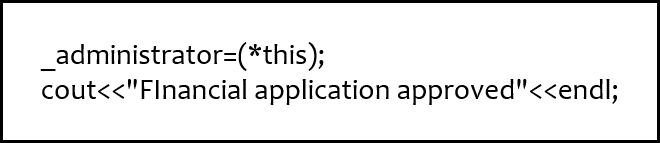 _administrator=(*this);
cout<<"FInancial application approved"<<endl;